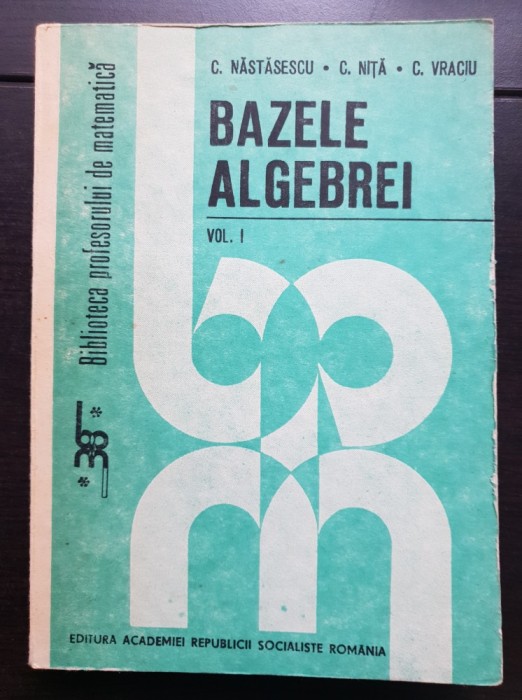 C. NĂSTĂSESCU • C. NIȚĂ • C. VRACIU
BAZELE
ALGEBREI
VOL. I
Biblioteca profesorului de matematică
EDITURA ACADEMIEI REPUBLICII SOCIALISTE ROMÂNIA